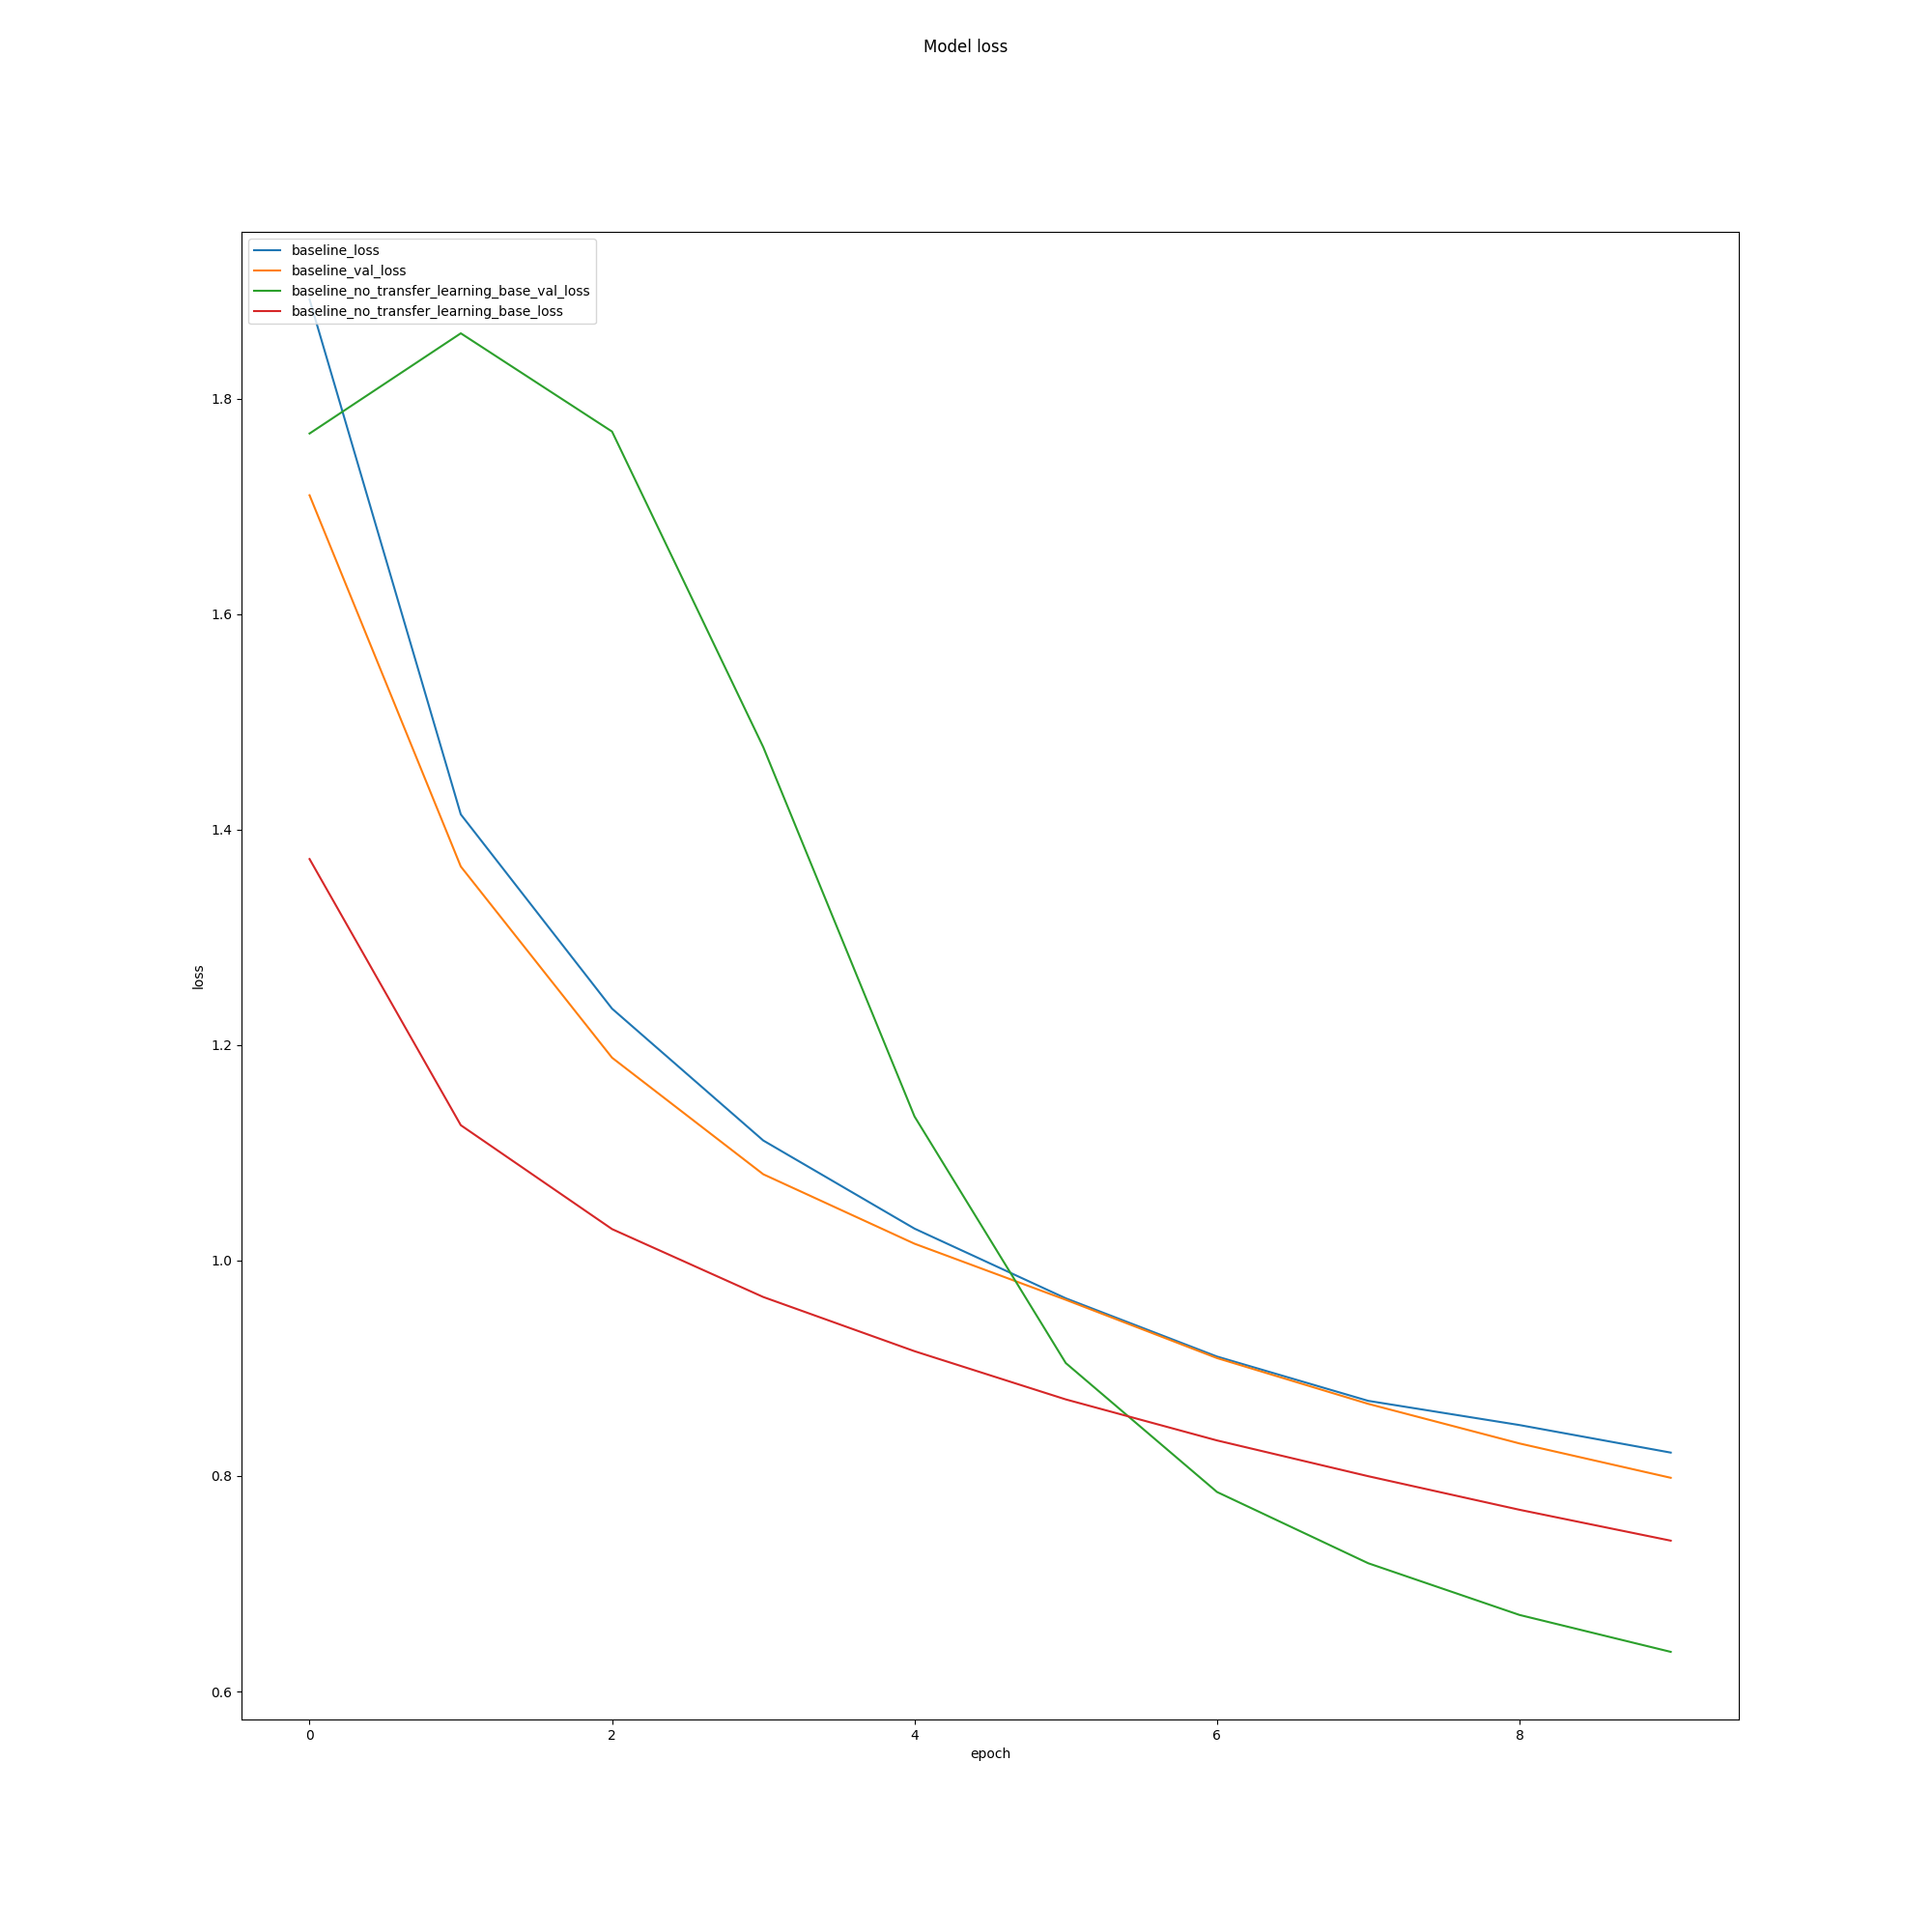 Model loss
baseline_loss
baseline_val_loss
baseline_no_transfer_learning_base_val_loss
baseline_no_transfer_learning_base_loss
1.8
1.6
1.4
1.2
1.0
0.8
0.6
loss
0 2 4 6 8
epoch